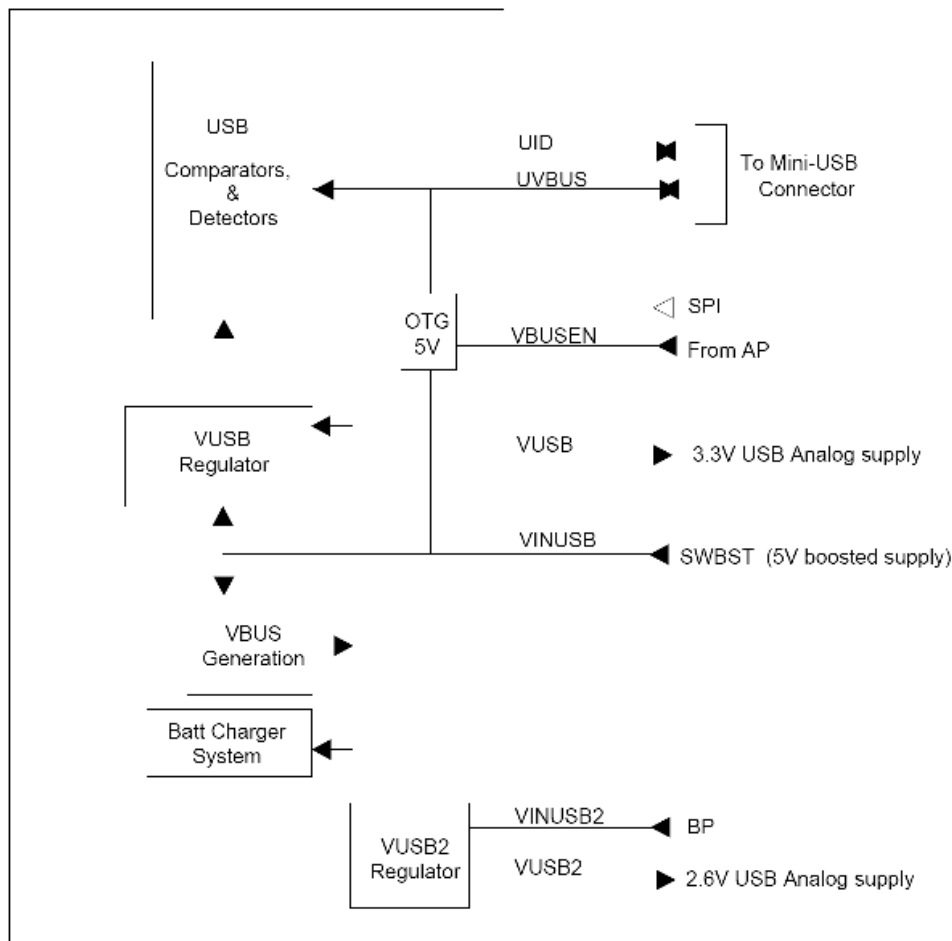 USB
Comparators,
&
Detectors
UID
UVBUS
To Mini-USB
Connector
OTG
5V
SPI
VBUSEN
From AP
VUSB
Regulator
VUSB
3.3V USB Analog supply
VINUSB
SWBST (5V boosted supply)
VBUS
Generation
Batt Charger
System
VINUSB2
BP
VUSB2
Regulator
VUSB2
2.6V USB Analog supply